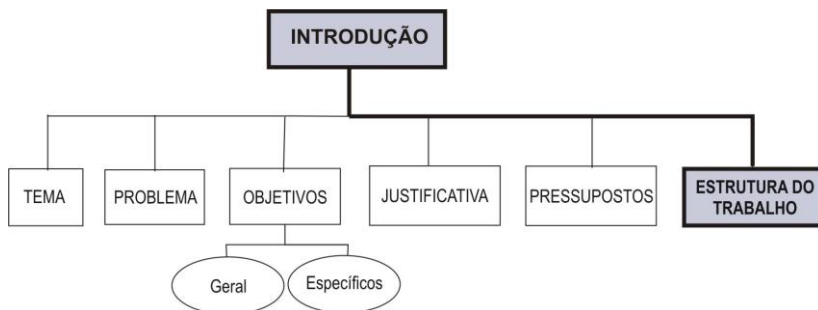 INTRODUÇÃO
TEMA
PROBLEMA
OBJETIVOS
JUSTIFICATIVA
PRESSUPOSTOS
ESTRUTURA DO
TRABALHO
Geral
Específicos